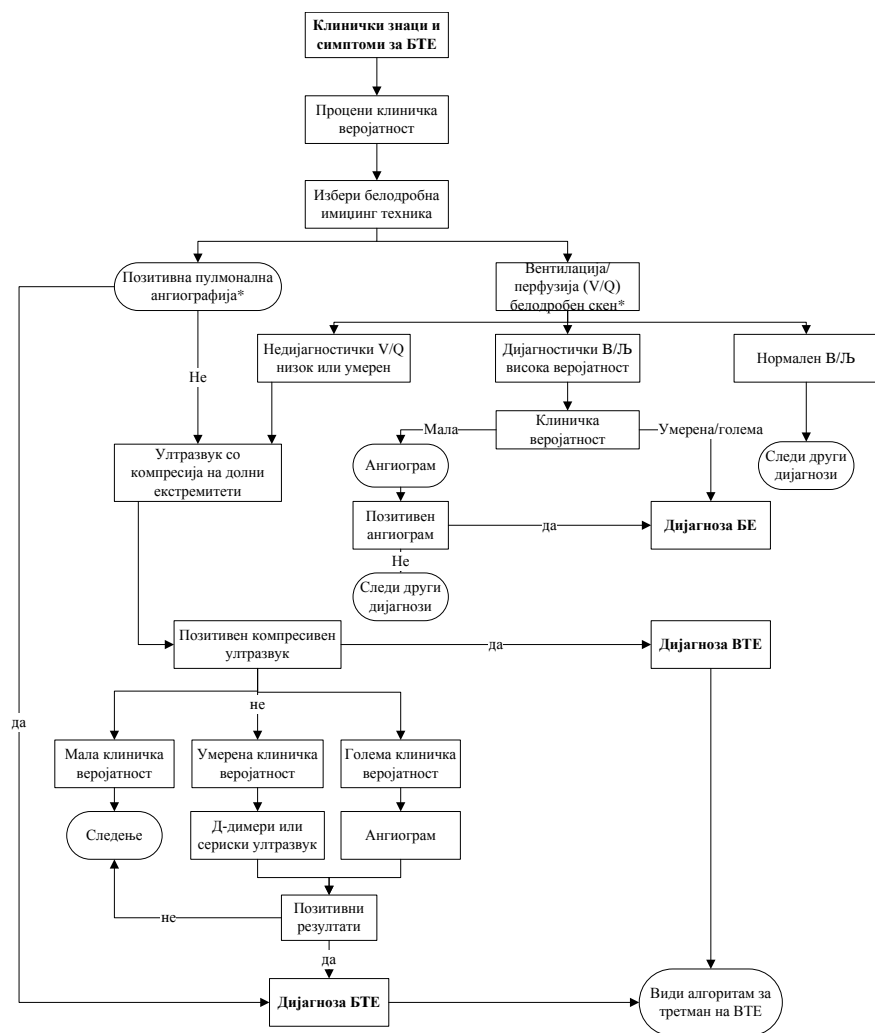 Клинички знаци и
симптоми за БТЕ
Процени клиничка
веројатност
Избери белодробна
имиџинг техника
Позитивна пулмонална
ангиографија*
Вентилација/
перфузија (V/Q)
белодробен скен*
Недијагностички V/Q
низок или умерен
Дијагностички В/Љ
висока веројатност
Нормален В/Љ
Не
Мала
Клиничка
веројатност
Умерена/голема
Ултразвук со
компресија на долни
екстремитети
Ангиограм
Следи други
дијагнози
Позитивен
ангиограм
да
Дијагноза БЕ
Не
Следи други
дијагнози
Позитивен компресивен
ултразвук
да
Дијагноза ВТЕ
да
не
Мала клиничка
веројатност
Умерена клиничка
веројатност
Голема клиничка
веројатност
Следење
Д-димери или
сериски ултразвук
Ангиограм
не
Позитивни
резултати
да
Дијагноза БТЕ
Види алгоритам за
третман на ВТЕ